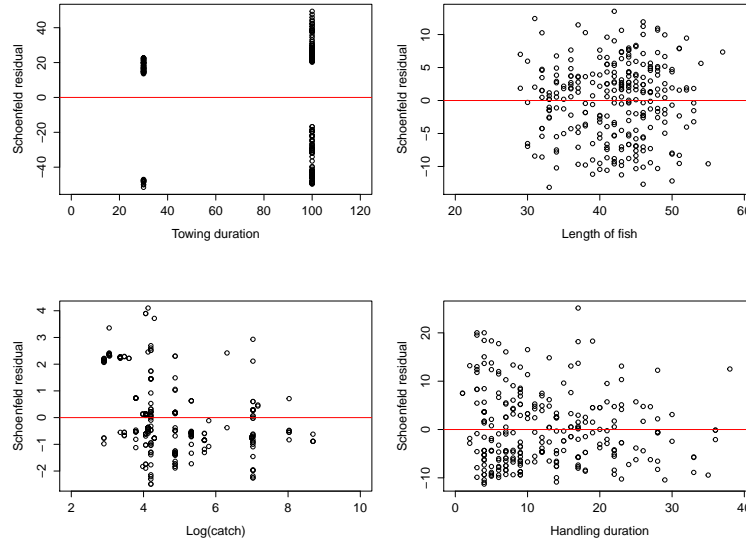 Schoenfeld residual
40
20
0
-40
0 20 40 60 80 100 120
Towing duration
Schoenfeld residual
10
5
0
-5
-10
20 30 40 50 60
Length of fish
Schoenfeld residual
4
3
2
1
0
-2
2 4 6 8 10
Log(catch)
Schoenfeld residual
20
10
0
-10
0 10 20 30 40
Handling duration